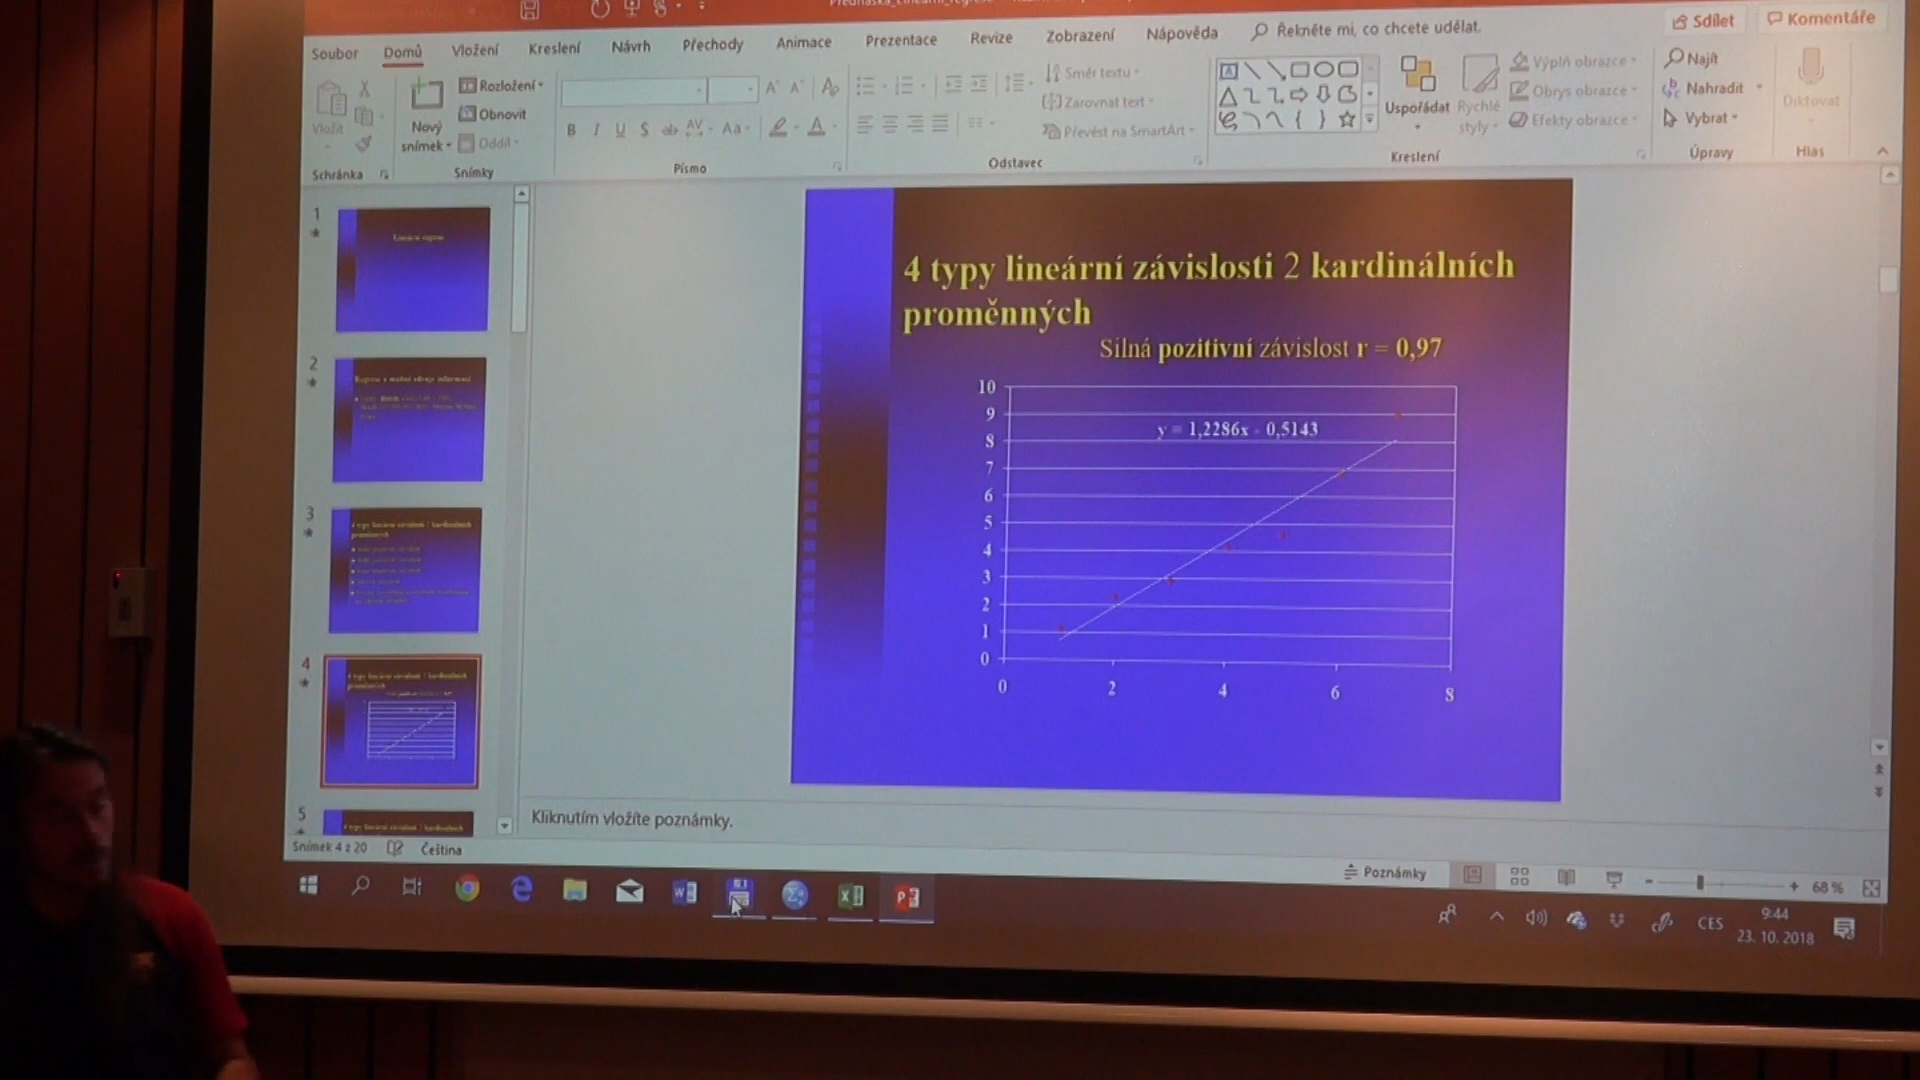 Soubor Domů Vložení Kreslení Návrh Přechody Animace Prezentace Revize Zobrazení Nápověda Řekněte mi, co chcete udělat. Sdílet Komentáře
Vložit
Nový
snímek
Rozložení
Obnovit
Oddíl
Směr textu
Zarovnat text
Převést na SmartArt
Uspořádat
Rychlé
styly
Výplň obrazce
Obrys obrazce
Efekty obrazce
Najít
Nahradit
Vybrat
Diktovat
Schránka Snímky Písmo Odstavec Kreslení Úpravy Hlas
1
2
3
4
5
4 typy lineární závislosti 2 kardinálních
proměnných
Silná pozitivní závislost r = 0,97
y = 1,2286x - 0,5143
10
9
8
7
6
5
4
3
2
1
0
0 2 4 6 8
Kliknutím vložíte poznámky.
Snímek 4 z 20 Čeština
Poznámky 68 %
CES
9:44
23. 10. 2018